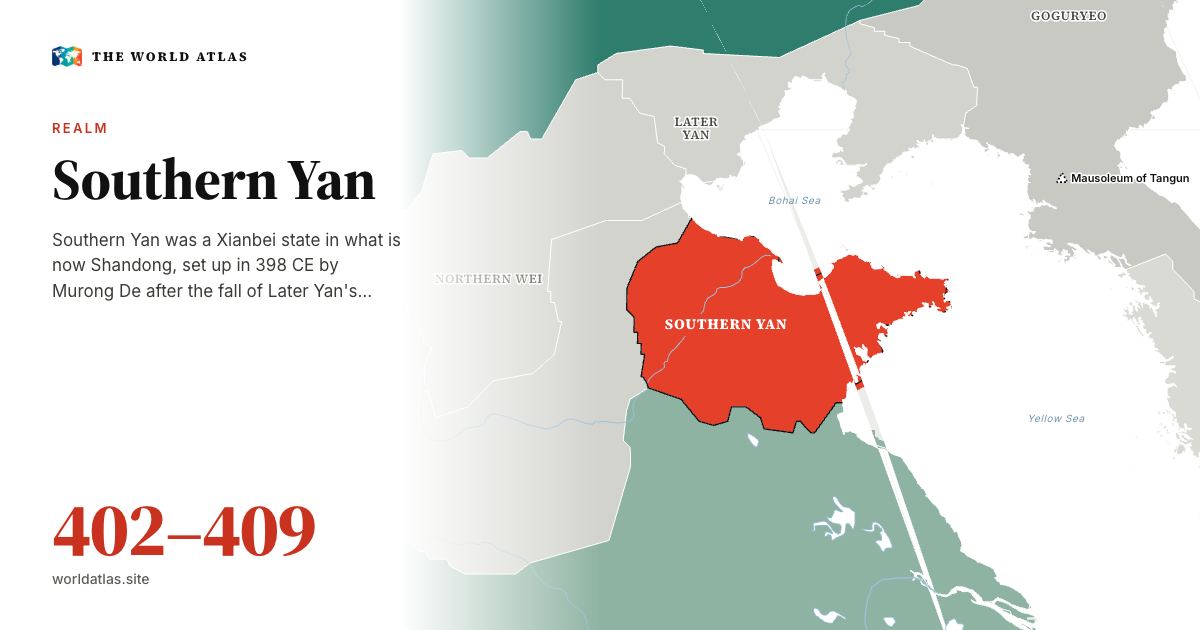 THE WORLD ATLAS
REALM
Southern Yan
Southern Yan was a Xianbei state in what is
now Shandong, set up in 398 CE by
Murong De after the fall of Later Yan's...
402–409
worldatlas.site
GOGURYEO
LATER
YAN
Mausoleum of Tangun
Bohai Sea
NORTHERN WEI
SOUTHERN YAN
Yellow Sea